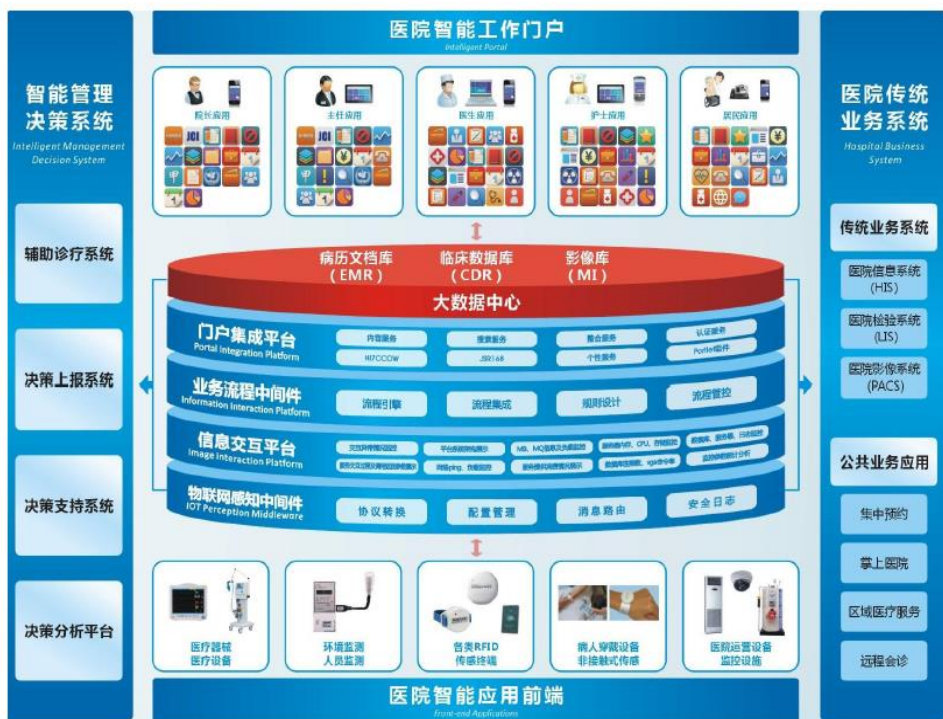 医院智能工作门户
Intelligent Portal
智能管理
决策系统
Intelligent Management
Decision System
辅助诊疗系统
决策上报系统
决策支持系统
决策分析平台
院长应用
主任应用
医生应用
护士应用
居民应用
病历文档库
(EMR)
临床数据库
(CDR)
影像库
(MI)
大数据中心
门户集成平台
Portal Integration Platform
内容服务
搜索服务
整合服务
认证服务
HI7CCOW
JSR168
个性服务
Portlet组件
业务流程中间件
Information Interaction Platform
流程引擎
流程集成
规则设计
流程管控
信息交互平台
Image Interaction Platform
物联网感知中间件
IOT Perception Middleware
协议转换
配置管理
消息路由
安全日志
医疗器械
医疗设备
环境监测
人员监测
各类RFID
传感终端
病人穿戴设备
非接触式传感
医院运营设备
监控设施
医院智能应用前端
Front-end Applications
医院传统
业务系统
Hospital Business
System
传统业务系统
医院信息系统
(HIS)
医院检验系统
(LIS)
医院影像系统
(PACS)
公共业务应用
集中预约
掌上医院
区域医疗服务
远程会诊